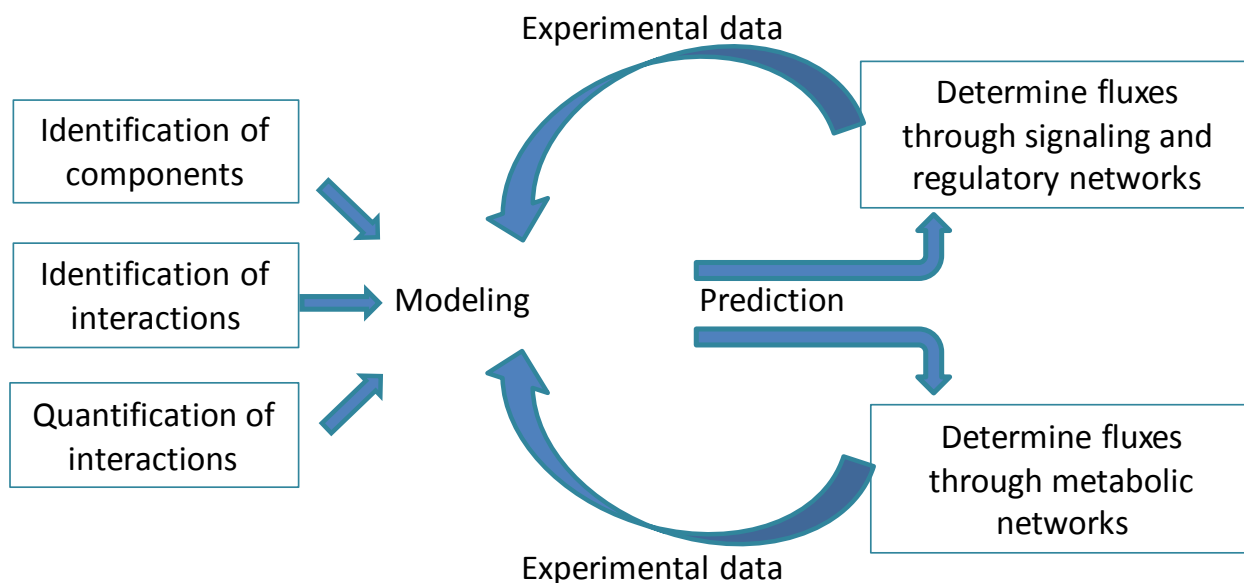 Experimental data
Identification of
components
Identification of
interactions
Quantification of
interactions
Modeling
Prediction
Determine fluxes
through signaling and
regulatory networks
Determine fluxes
through metabolic
networks
Experimental data